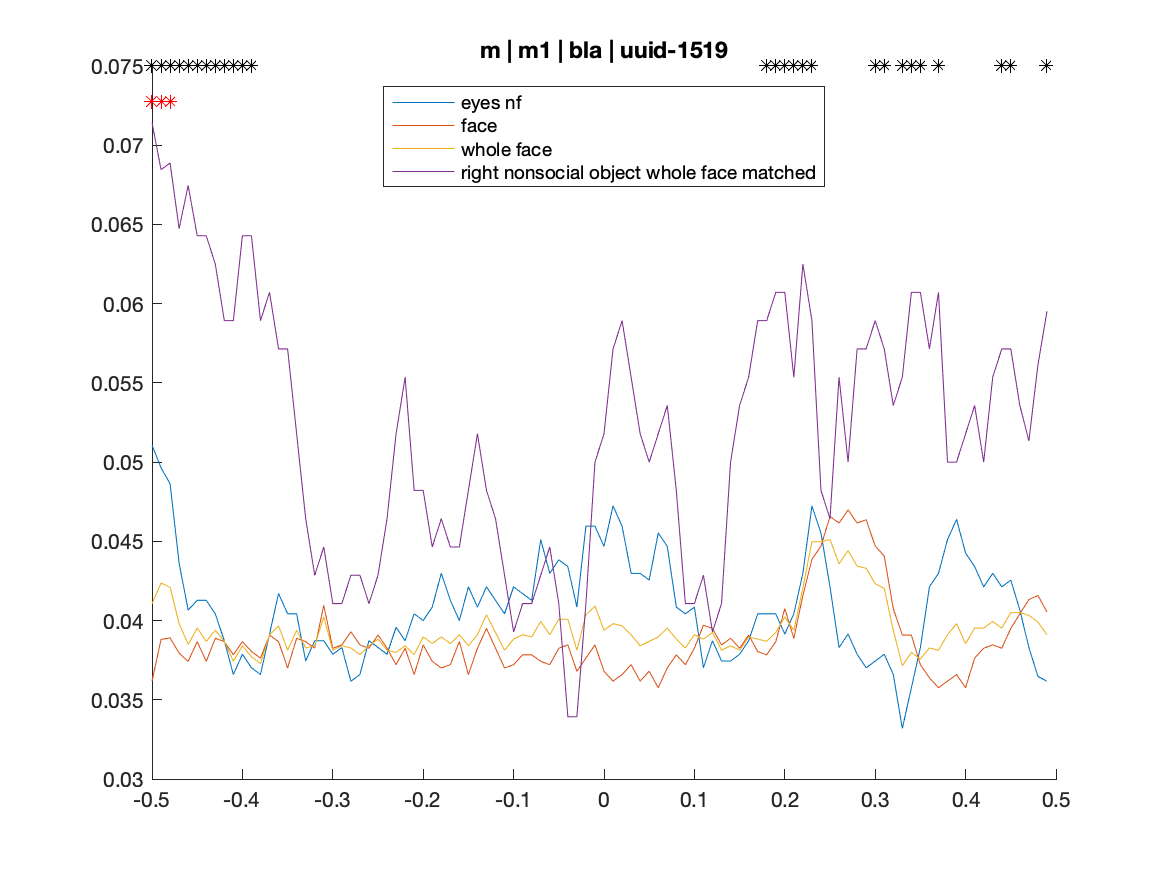 m | m1 | bla | uuid-1519
0.075
0.07
0.065
0.06
0.055
0.05
0.045
0.04
0.035
0.03
eyes nf
face
whole face
right nonsocial object whole face matched
-0.5 -0.4 -0.3 -0.2 -0.1 0 0.1 0.2 0.3 0.4 0.5